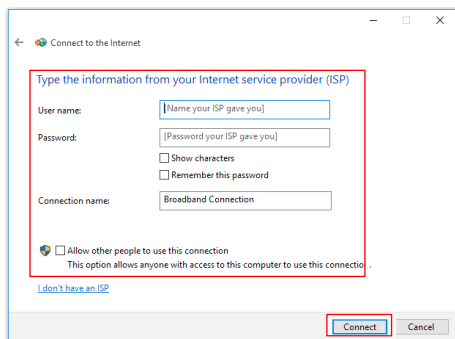 Connect to the Internet
Type the information from your Internet service provider (ISP)
User name: [Name your ISP gave you]
Password: [Password your ISP gave you]
Show characters
Remember this password
Connection name: Broadband Connection
Allow other people to use this connection
This option allows anyone with access to this computer to use this connection.
I don't have an ISP
Connect Cancel